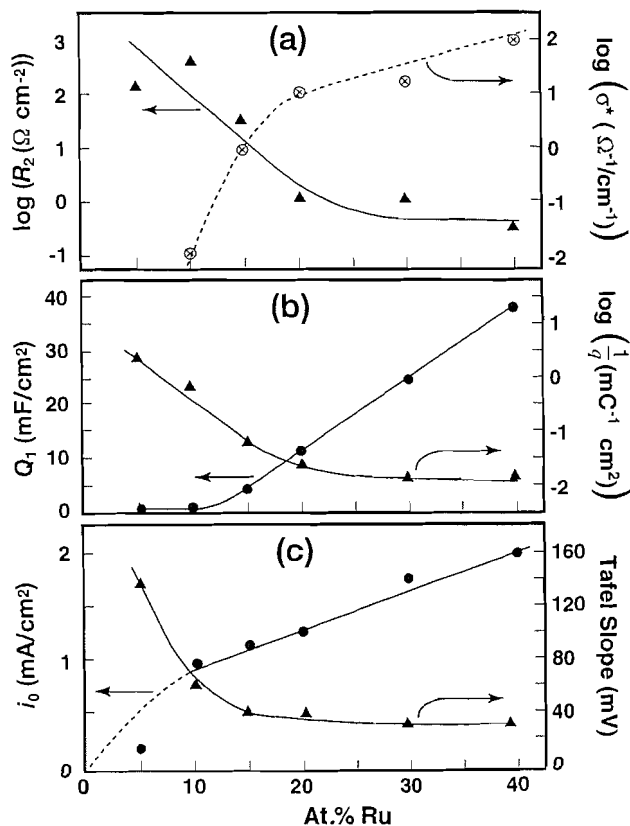 (a)
log (R₂ (Ω cm⁻²))
3
2
1
0
-1
2
1
0
-1
-2
log (σ* (Ω⁻¹/cm⁻¹))
(b)
Q₁ (mF/cm²)
40
30
20
10
0
1
0
-1
-2
log (1/q (mC⁻¹ cm²))
(c)
i₀ (mA/cm²)
2
1
0
160
120
80
40
0
Tafel Slope (mV)
0 10 20 30 40
At.% Ru